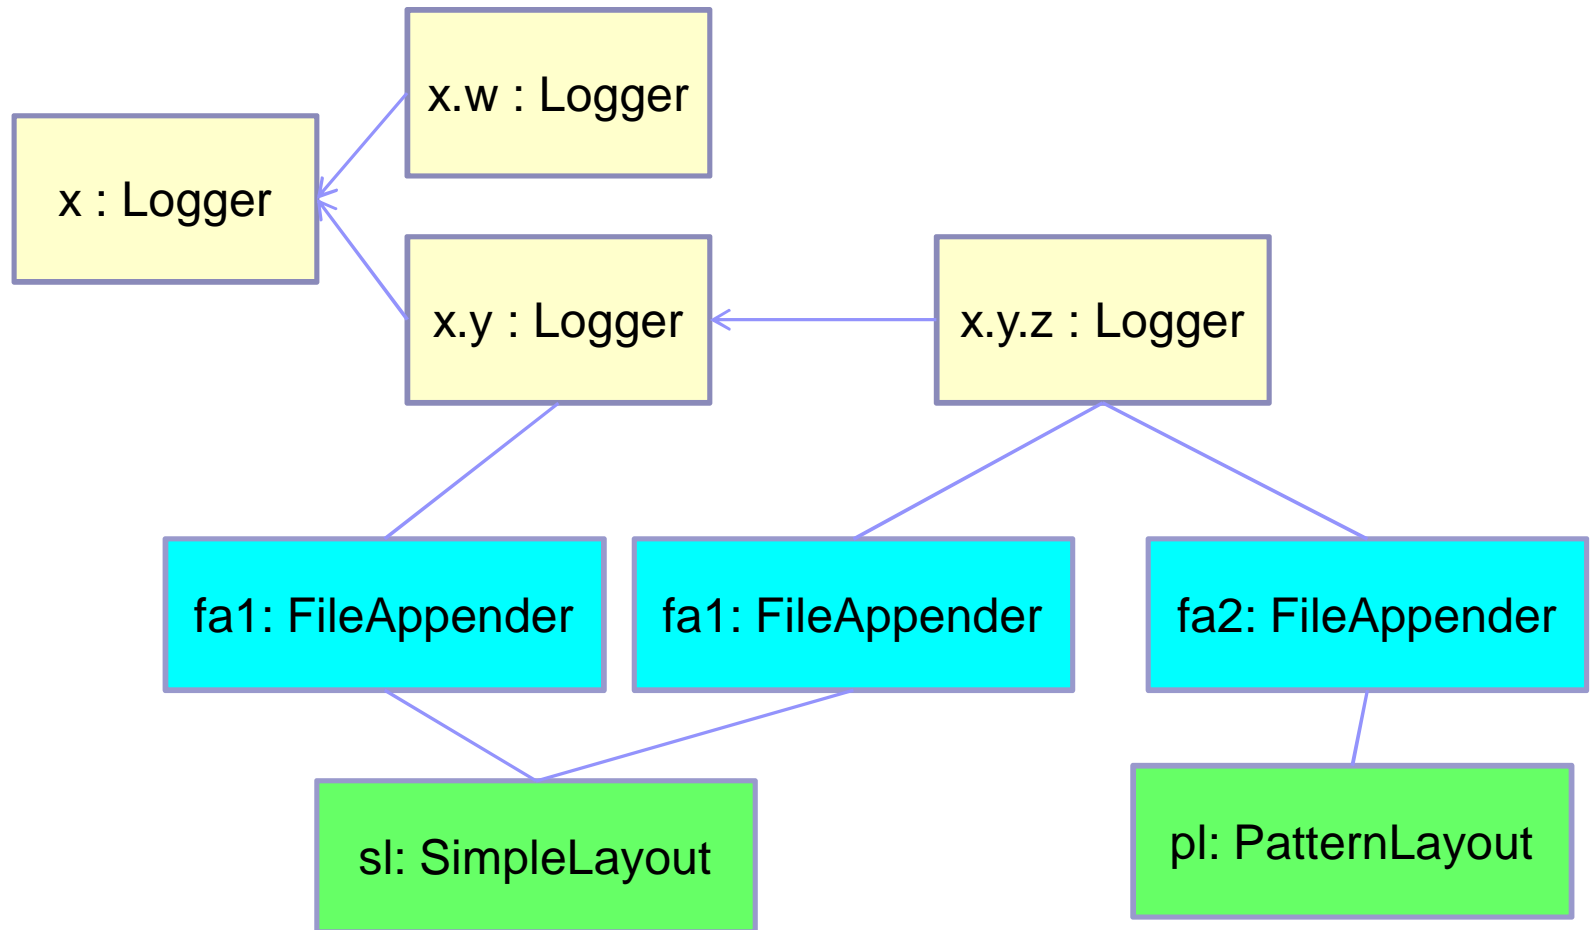 x.w : Logger
x : Logger
x.y : Logger
x.y.z : Logger
fa1: FileAppender
fa1: FileAppender
fa2: FileAppender
sl: SimpleLayout
pl: PatternLayout